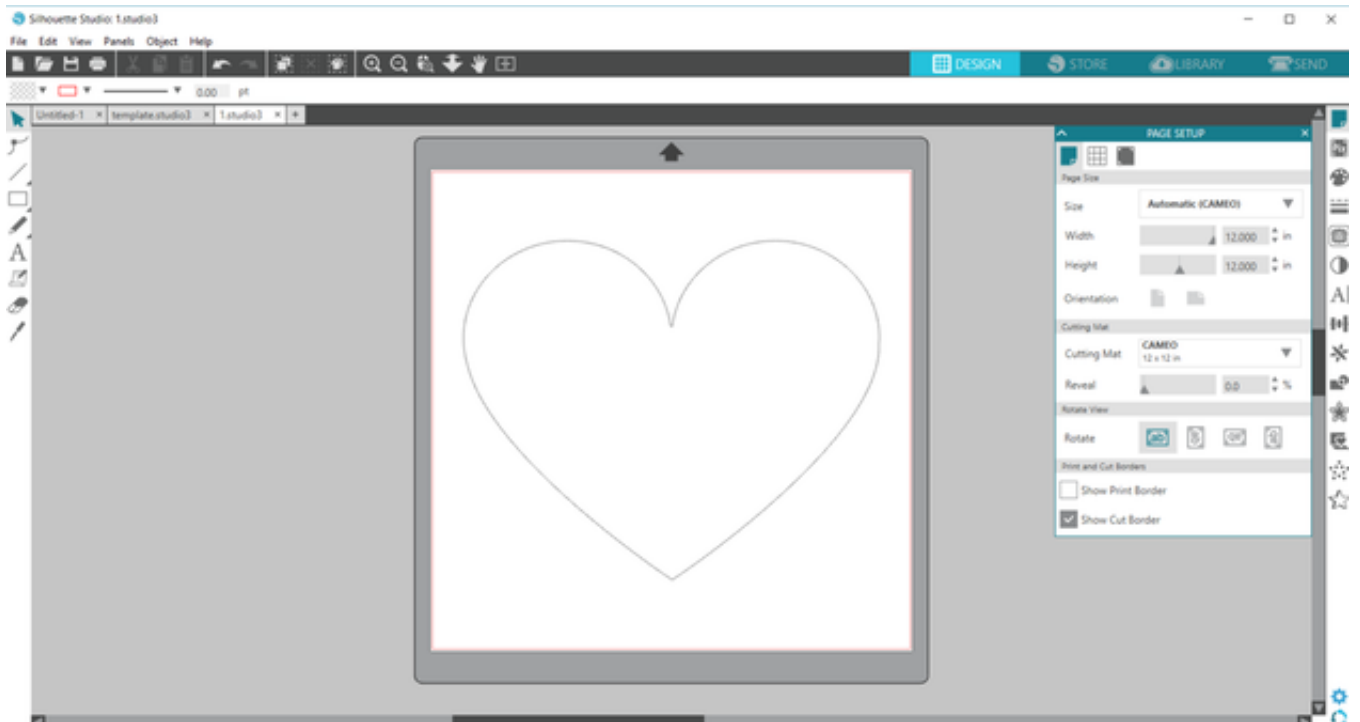 Silhouette Studio: 1.studio3
File Edit View Panels Object Help
DESIGN STORE LIBRARY SEND
0.00 pt
Untitled-1 template.studio3 1.studio3
PAGE SETUP
Page Size
Size Automatic (CAMEO)
Width 12.000 in
Height 12.000 in
Orientation
Cutting Mat
Cutting Mat CAMEO
12 x 12 in
Reveal 0.0 %
Rotate View
Rotate
Print and Cut Borders
Show Print Border
Show Cut Border